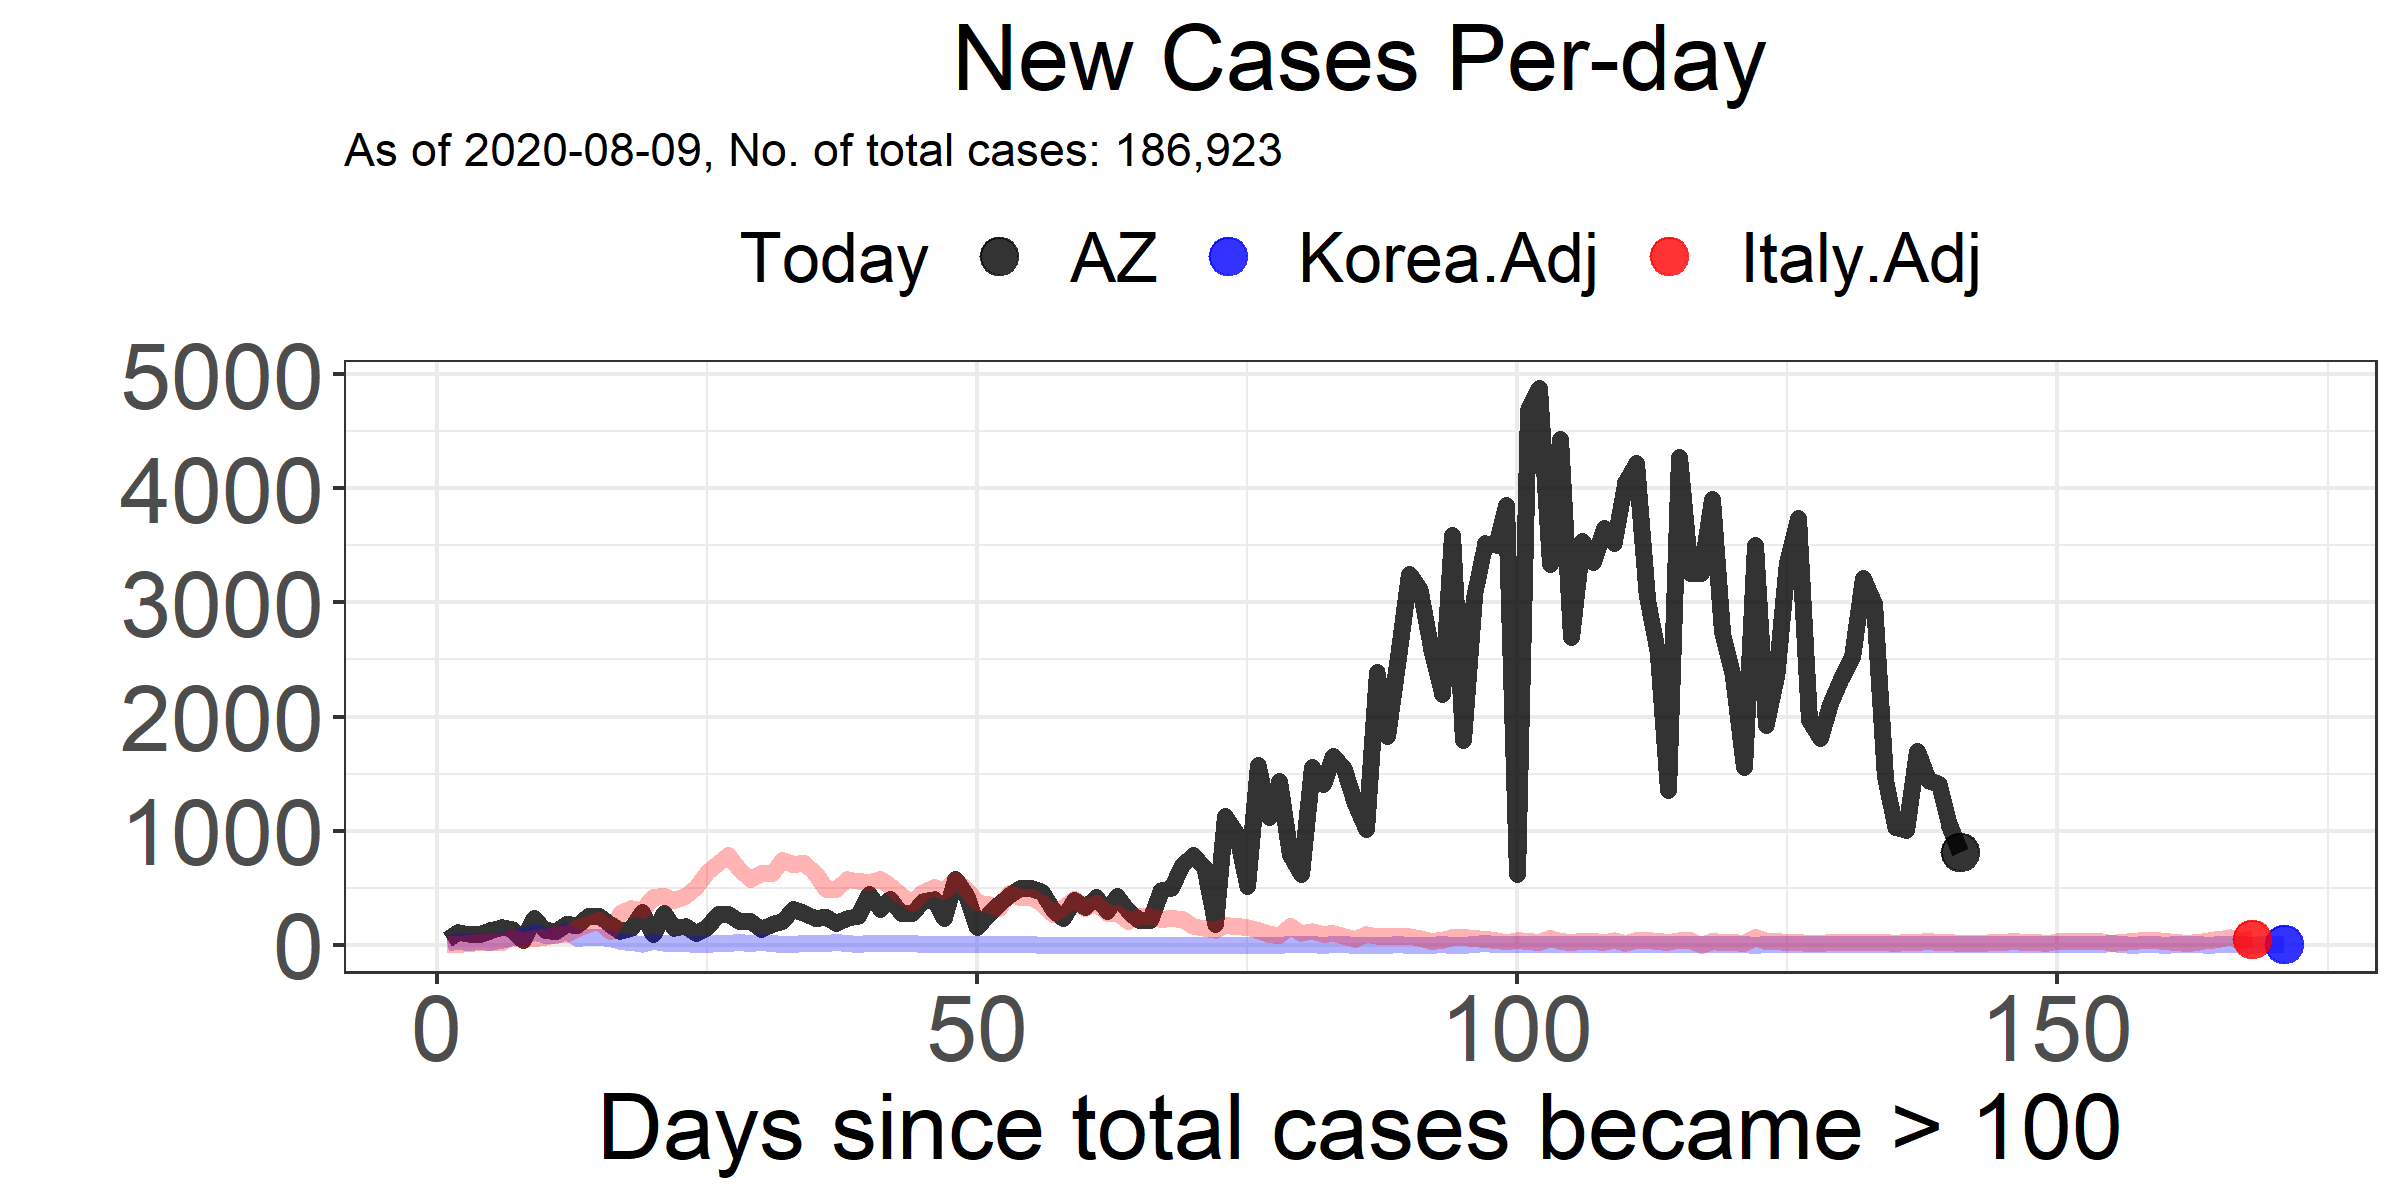 New Cases Per-day
As of 2020-08-09, No. of total cases: 186,923
Today AZ Korea.Adj Italy.Adj
5000
4000
3000
2000
1000
0
0 50 100 150
Days since total cases became > 100